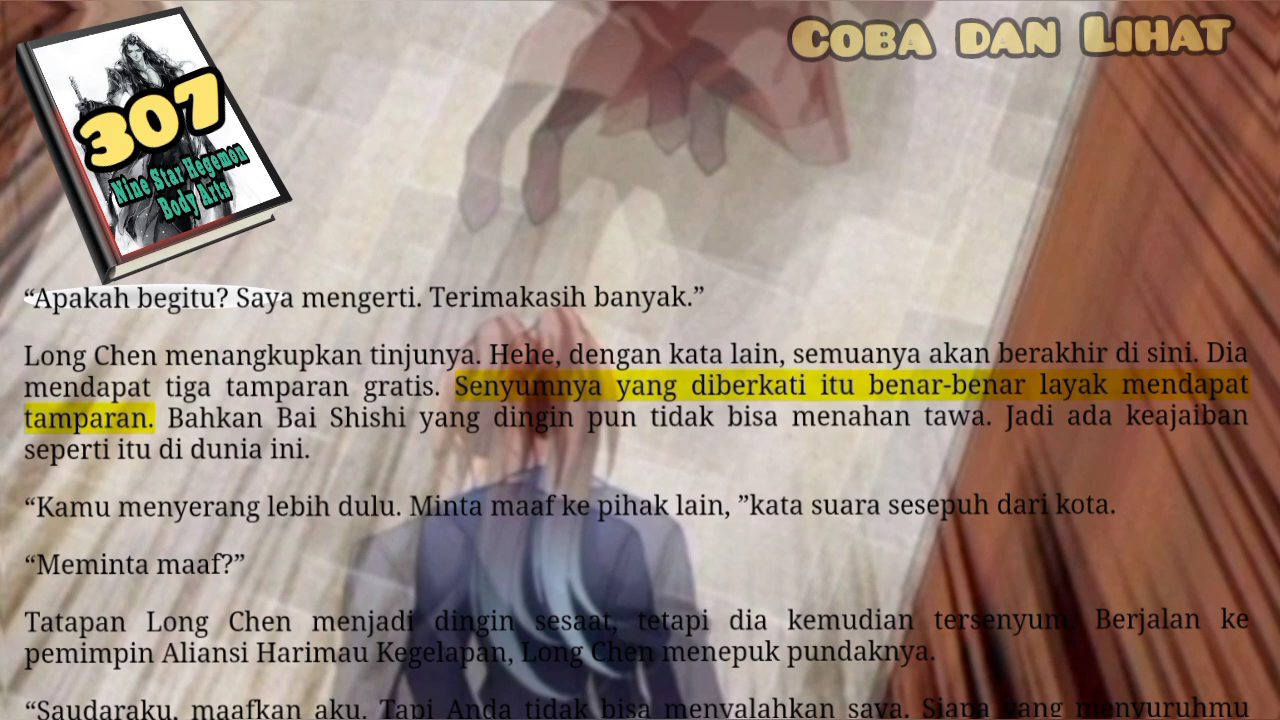 COBA DAN LIHAT
307
Nine Star Hegemon
Body Arts
“Apakah begitu? Saya mengerti. Terimakasih banyak.”
Long Chen menangkupkan tinjunya. Hehe, dengan kata lain, semuanya akan berakhir di sini. Dia
mendapat tiga tamparan gratis. Senyumnya yang diberkati itu benar-benar layak mendapat
tamparan. Bahkan Bai Shishi yang dingin pun tidak bisa menahan tawa. Jadi ada keajaiban
seperti itu di dunia ini.
“Kamu menyerang lebih dulu. Minta maaf ke pihak lain, ”kata suara sesepuh dari kota.
“Meminta maaf?”
Tatapan Long Chen menjadi dingin sesaat, tetapi dia kemudian tersenyum. Berjalan ke
pemimpin Aliansi Harimau Kegelapan, Long Chen menepuk pundaknya.
“Saudaraku, maafkan aku. Tapi Anda tidak bisa menyalahkan saya. Siapa yang menyuruhmu